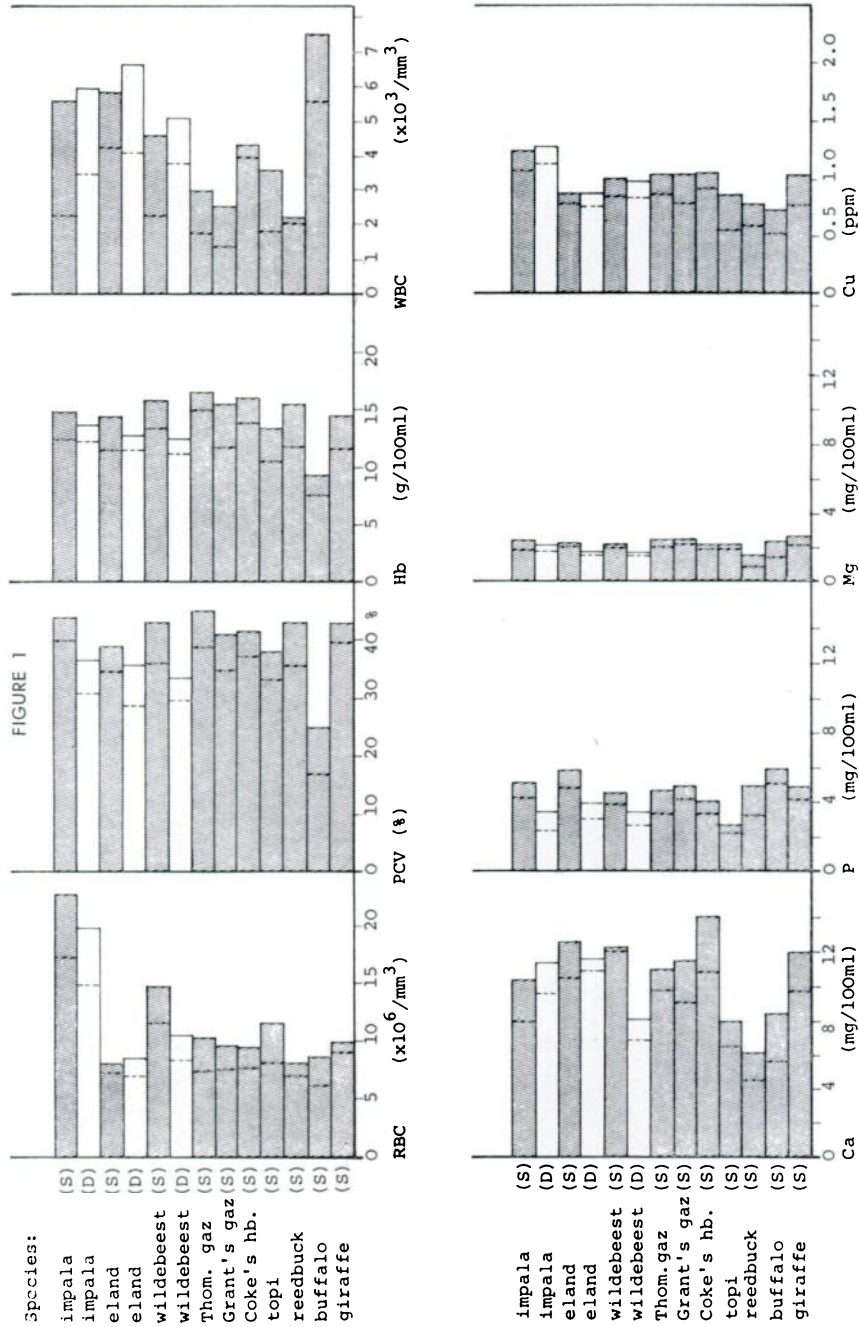 FIGURE 1
Species:
impala (S)
impala (D)
eland (S)
eland (D)
wildebeest (S)
wildebeest (D)
Thom. gaz (S)
Grant's gaz (S)
Coke's hb. (S)
topi (S)
reedbuck (S)
buffalo (S)
giraffe (S)
0 5 10 15 20
RBC (x10⁶/mm³)
0 10 20 30 40 %
PCV (%)
0 5 10 15 20
Hb (g/100ml)
0 1 2 3 4 5 6 7
WBC (x10³/mm³)
impala (S)
impala (D)
eland (S)
eland (D)
wildebeest (S)
wildebeest (D)
Thom.gaz (S)
Grant's gaz (S)
Coke's hb. (S)
topi (S)
reedbuck (S)
buffalo (S)
giraffe (S)
0 4 8 12
Ca (mg/100ml)
0 4 8 12
P (mg/100ml)
0 4 8 12
Mg (mg/100ml)
0 0.5 1.0 1.5 2.0
Cu (ppm)